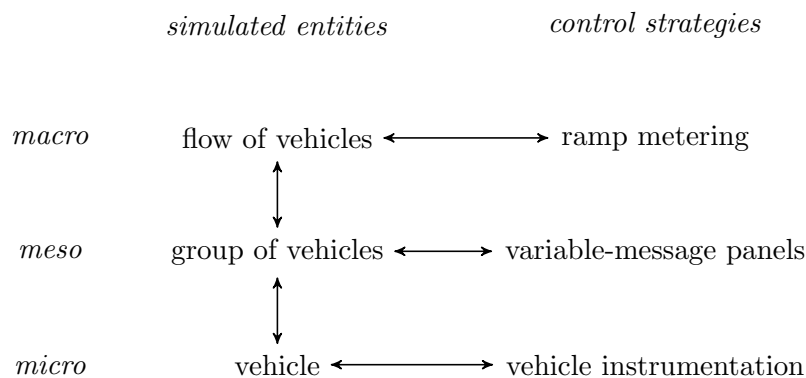 simulated entities control strategies
macro flow of vehicles ramp metering
meso group of vehicles variable-message panels
micro vehicle vehicle instrumentation